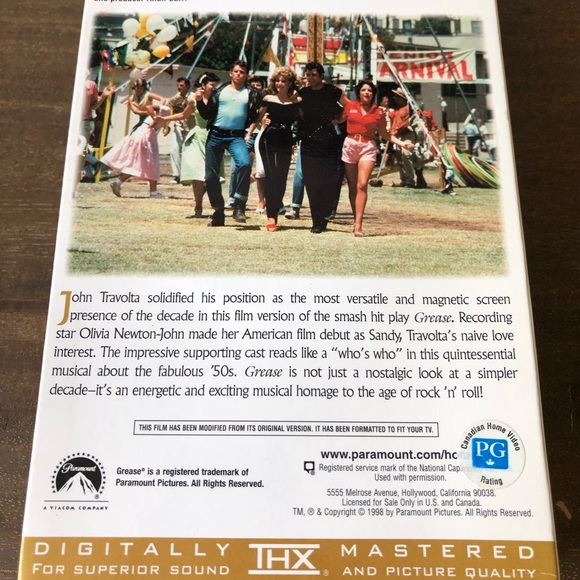 ARNIVAL
John Travolta solidified his position as the most versatile and magnetic screen
presence of the decade in this film version of the smash hit play Grease. Recording
star Olivia Newton-John made her American film debut as Sandy, Travolta's naive love
interest. The impressive supporting cast reads like a "who's who" in this quintessential
musical about the fabulous '50s. Grease is not just a nostalgic look at a simpler
decade–it's an energetic and exciting musical homage to the age of rock 'n' roll!
THIS FILM HAS BEEN MODIFIED FROM ITS ORIGINAL VERSION. IT HAS BEEN FORMATTED TO FIT YOUR TV.
Paramount
A VIACOM COMPANY
Grease® is a registered trademark of
Paramount Pictures. All Rights Reserved.
www.paramount.com/ho
Registered service mark of the National Cap
Used with permission.
5555 Melrose Avenue, Hollywood, California 90038.
Licensed for Sale Only in U.S. and Canada.
TM, ® & Copyright © 1998 by Paramount Pictures. All Rights Reserved.
Canadian Home Video
PG
Rating
DIGITALLY THX MASTERED
FOR SUPERIOR SOUND AND PICTURE QUALITY